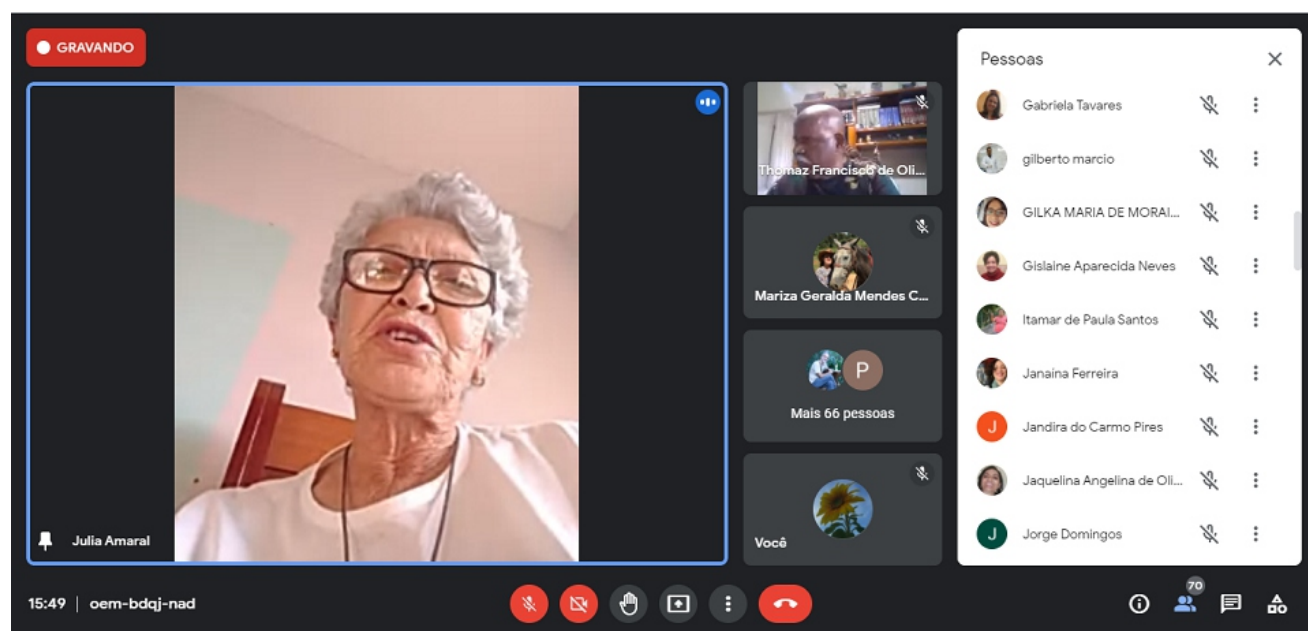 GRAVANDO
Julia Amaral
Thomaz Francisco de Oli...
Mariza Geralda Mendes C...
P
Mais 66 pessoas
Você
Pessoas
Gabriela Tavares
gilberto marcio
GILKA MARIA DE MORAI...
Gislaine Aparecida Neves
Itamar de Paula Santos
Janaina Ferreira
J
Jandira do Carmo Pires
Jaquelina Angelina de Oli...
J
Jorge Domingos
15:49 | oem-bdqj-nad
70